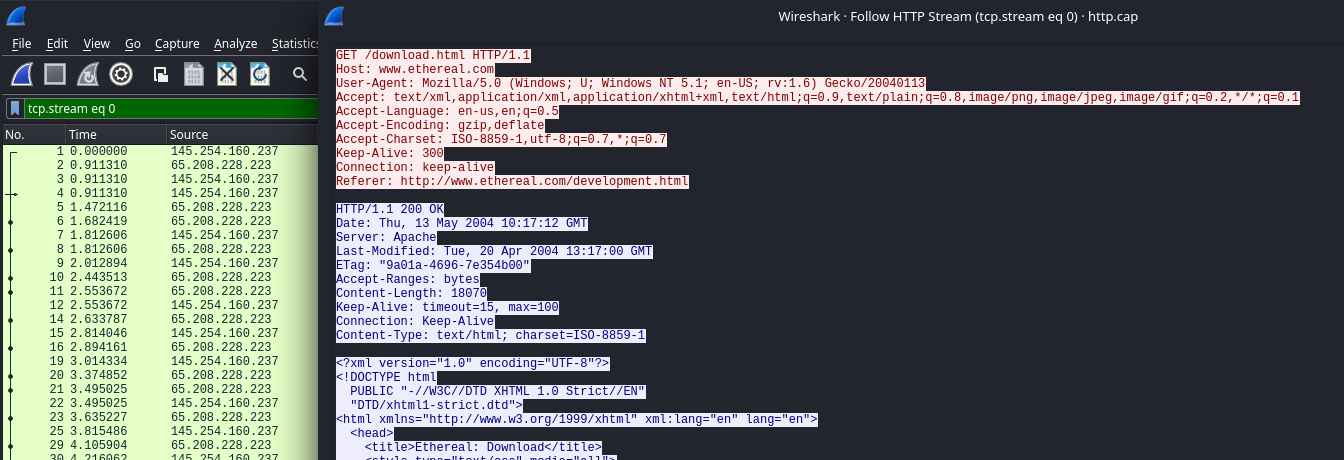 Wireshark · Follow HTTP Stream (tcp.stream eq 0) · http.cap
File Edit View Go Capture Analyze Statistics
tcp.stream eq 0
No. Time Source
1 0.000000 145.254.160.237
2 0.911310 65.208.228.223
3 0.911310 145.254.160.237
4 0.911310 145.254.160.237
5 1.472116 65.208.228.223
6 1.682419 65.208.228.223
7 1.812606 145.254.160.237
8 1.812606 65.208.228.223
9 2.012894 145.254.160.237
10 2.443513 65.208.228.223
11 2.553672 65.208.228.223
12 2.553672 145.254.160.237
14 2.633787 65.208.228.223
15 2.814046 145.254.160.237
16 2.894161 65.208.228.223
19 3.014334 145.254.160.237
20 3.374852 65.208.228.223
21 3.495025 65.208.228.223
22 3.495025 145.254.160.237
23 3.635227 65.208.228.223
25 3.815486 145.254.160.237
29 4.105904 65.208.228.223
30 4.216062 145.254.160.237
GET /download.html HTTP/1.1
Host: www.ethereal.com
User-Agent: Mozilla/5.0 (Windows; U; Windows NT 5.1; en-US; rv:1.6) Gecko/20040113
Accept: text/xml,application/xml,application/xhtml+xml,text/html;q=0.9,text/plain;q=0.8,image/png,image/jpeg,image/gif;q=0.2,*/*;q=0.1
Accept-Language: en-us,en;q=0.5
Accept-Encoding: gzip,deflate
Accept-Charset: ISO-8859-1,utf-8;q=0.7,*;q=0.7
Keep-Alive: 300
Connection: keep-alive
Referer: http://www.ethereal.com/development.html
HTTP/1.1 200 OK
Date: Thu, 13 May 2004 10:17:12 GMT
Server: Apache
Last-Modified: Tue, 20 Apr 2004 13:17:00 GMT
ETag: "9a01a-4696-7e354b00"
Accept-Ranges: bytes
Content-Length: 18070
Keep-Alive: timeout=15, max=100
Connection: Keep-Alive
Content-Type: text/html; charset=ISO-8859-1
<?xml version="1.0" encoding="UTF-8"?>
<!DOCTYPE html
PUBLIC "-//W3C//DTD XHTML 1.0 Strict//EN"
"DTD/xhtml1-strict.dtd">
<html xmlns="http://www.w3.org/1999/xhtml" xml:lang="en" lang="en">
<head>
<title>Ethereal: Download</title>
<style type="text/css" media="all">